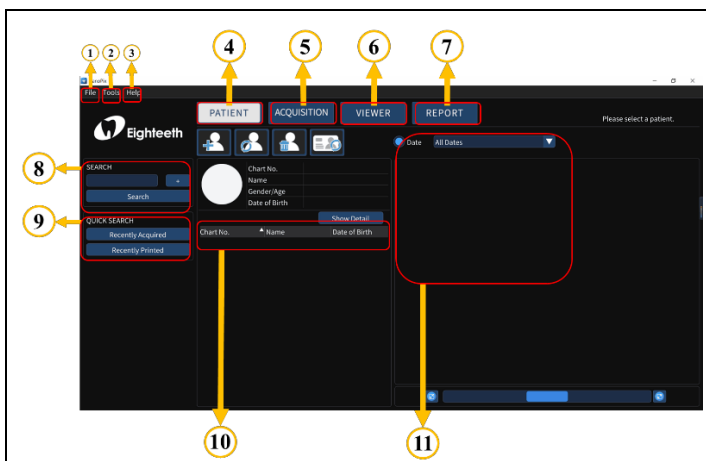 4 5 6 7
1 2 3
File Tools Help
PATIENT ACQUISITION VIEWER REPORT
Please select a patient.
Eighteeth
Date All Dates
8 SEARCH
+
Search
Chart No.
Name
Gender/Age
Date of Birth
Show Detail
9 QUICK SEARCH
Recently Acquired
Recently Printed
Chart No. Name Date of Birth
10 11